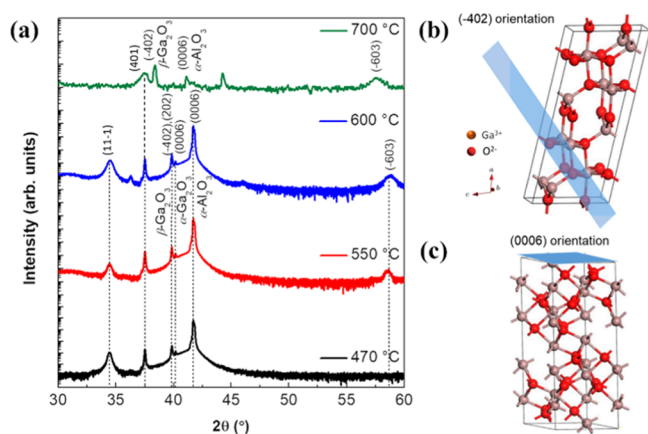 (a)
700 °C
(401)
(-402)
β-Ga₂O₃
(0006)
α-Al₂O₃
(-603)
600 °C
(11-1)
(-402),(202)
β-Ga₂O₃
(0006)
α-Ga₂O₃
(0006)
α-Al₂O₃
(-603)
550 °C
470 °C
Intensity (arb. units)
30 35 40 45 50 55 60
2θ (°)
(b)
(-402) orientation
Ga³⁺
O²⁻
a
c
b
(c)
(0006) orientation